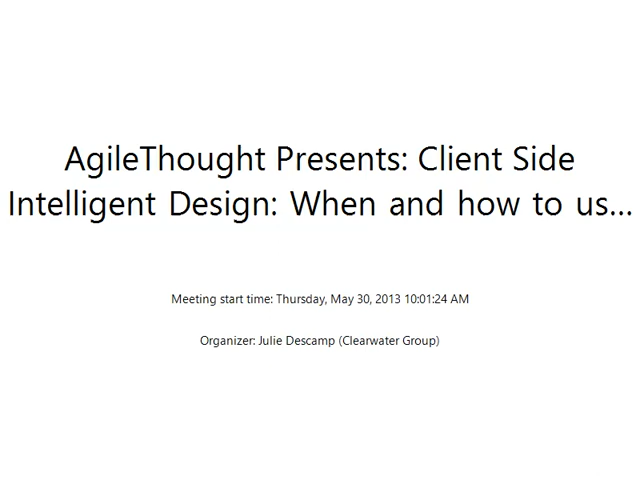 AgileThought Presents: Client Side
Intelligent Design: When and how to us...
Meeting start time: Thursday, May 30, 2013 10:01:24 AM
Organizer: Julie Descamp (Clearwater Group)